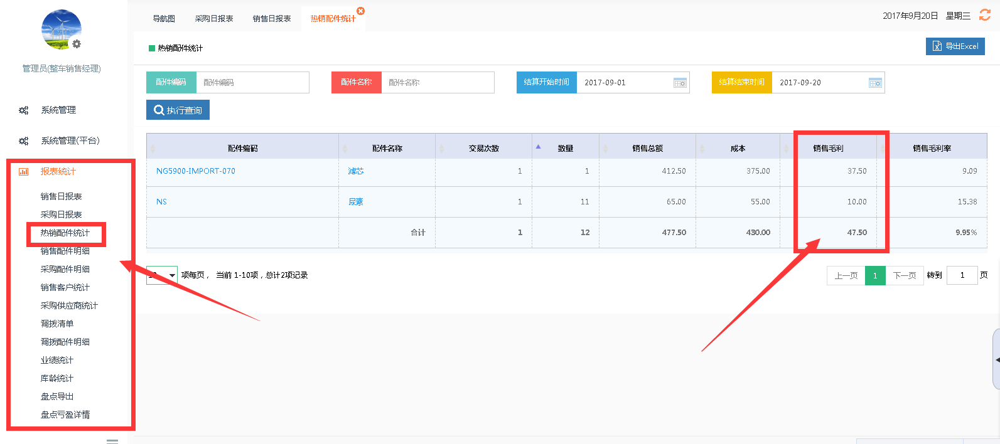 导航图 采购日报表 销售日报表 热销配件统计 2017年9月20日 星期三
热销配件统计 导出Excel
管理员(整车销售经理)
配件编码 配件编码 配件名称 配件名称 结算开始时间 2017-09-01 结算结束时间 2017-09-20
执行查询
系统管理
系统管理(平台)
报表统计
销售日报表
采购日报表
热销配件统计
销售配件明细
采购配件明细
销售客户统计
采购供应商统计
调拨清单
调拨配件明细
业绩统计
库龄统计
盘点导出
盘点亏盈详情
配件编码 配件名称 交易次数 数量 销售总额 成本 销售毛利 销售毛利率
NG5900-IMPORT-070 滤芯 1 1 412.50 375.00 37.50 9.09
NS 尿素 1 11 65.00 55.00 10.00 15.38
合计 1 12 477.50 430.00 47.50 9.95%
项每页， 当前 1-10项，总计2项记录 上一页 1 下一页 转到 1 页